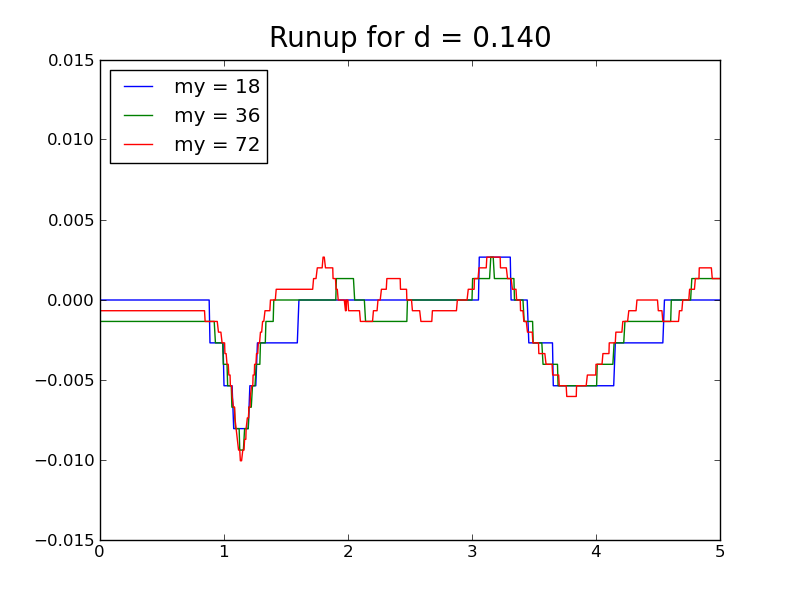 Runup for d = 0.140
0.015
0.010
0.005
0.000
−0.005
−0.010
−0.015
my = 18
my = 36
my = 72
0 1 2 3 4 5